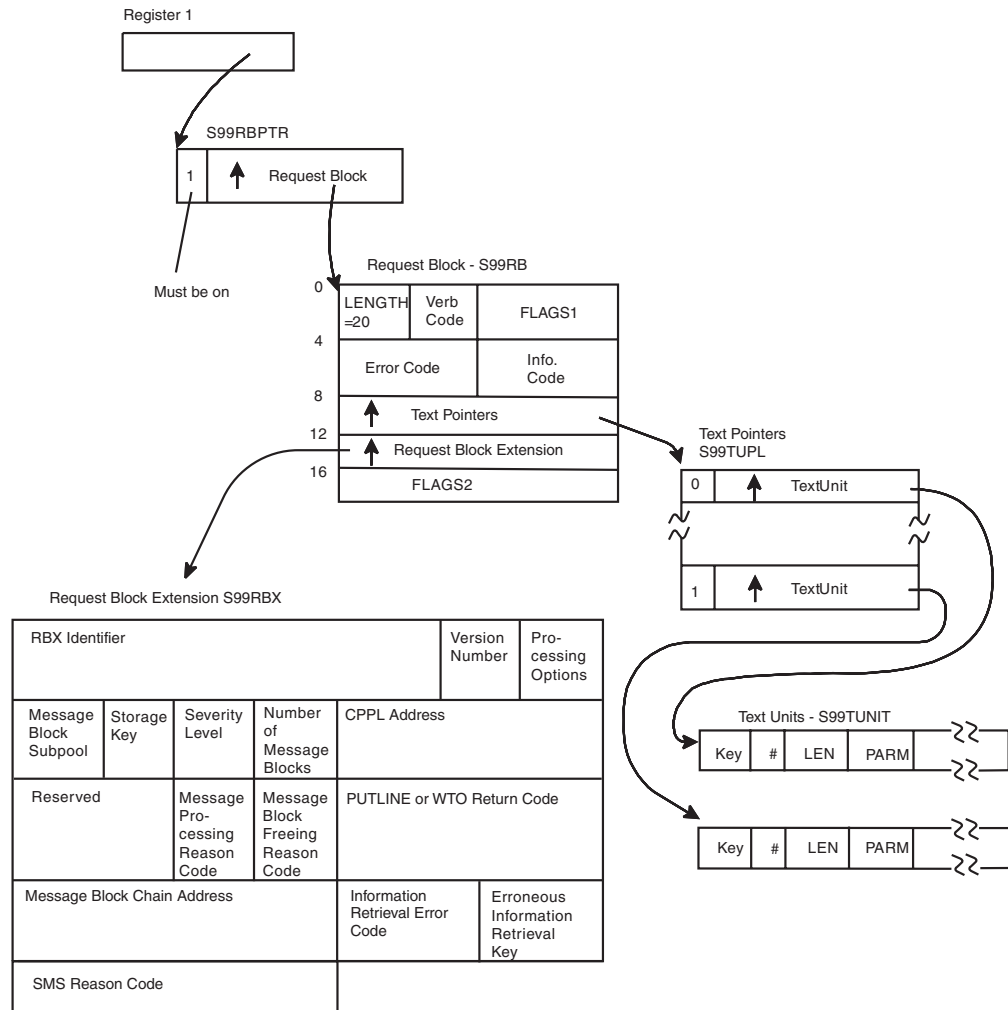 Register 1
S99RBPTR
1
Request Block
Must be on
Request Block - S99RB
0
LENGTH
=20
Verb
Code
FLAGS1
4
Error Code
Info.
Code
8
Text Pointers
12
Request Block Extension
16
FLAGS2
Text Pointers
S99TUPL
0
TextUnit
1
TextUnit
Request Block Extension S99RBX
RBX Identifier
Version
Number
Pro-
cessing
Options
Message
Block
Subpool
Storage
Key
Severity
Level
Number
of
Message
Blocks
CPPL Address
Reserved
Message
Pro-
cessing
Reason
Code
Message
Block
Freeing
Reason
Code
PUTLINE or WTO Return Code
Message Block Chain Address
Information
Retrieval Error
Code
Erroneous
Information
Retrieval
Key
SMS Reason Code
Text Units - S99TUNIT
Key
#
LEN
PARM
Key
#
LEN
PARM